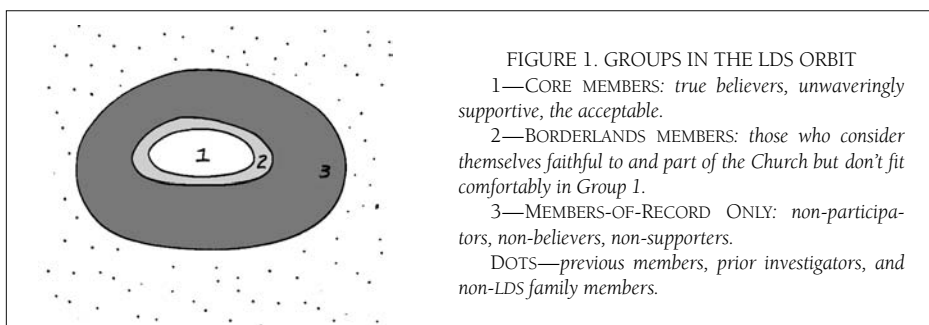 1
2
3
FIGURE 1. GROUPS IN THE LDS ORBIT
1—CORE MEMBERS: true believers, unwaveringly
supportive, the acceptable.
2—BORDERLANDS MEMBERS: those who consider
themselves faithful to and part of the Church but don't fit
comfortably in Group 1.
3—MEMBERS-OF-RECORD ONLY: non-participa-
tors, non-believers, non-supporters.
DOTS—previous members, prior investigators, and
non-LDS family members.